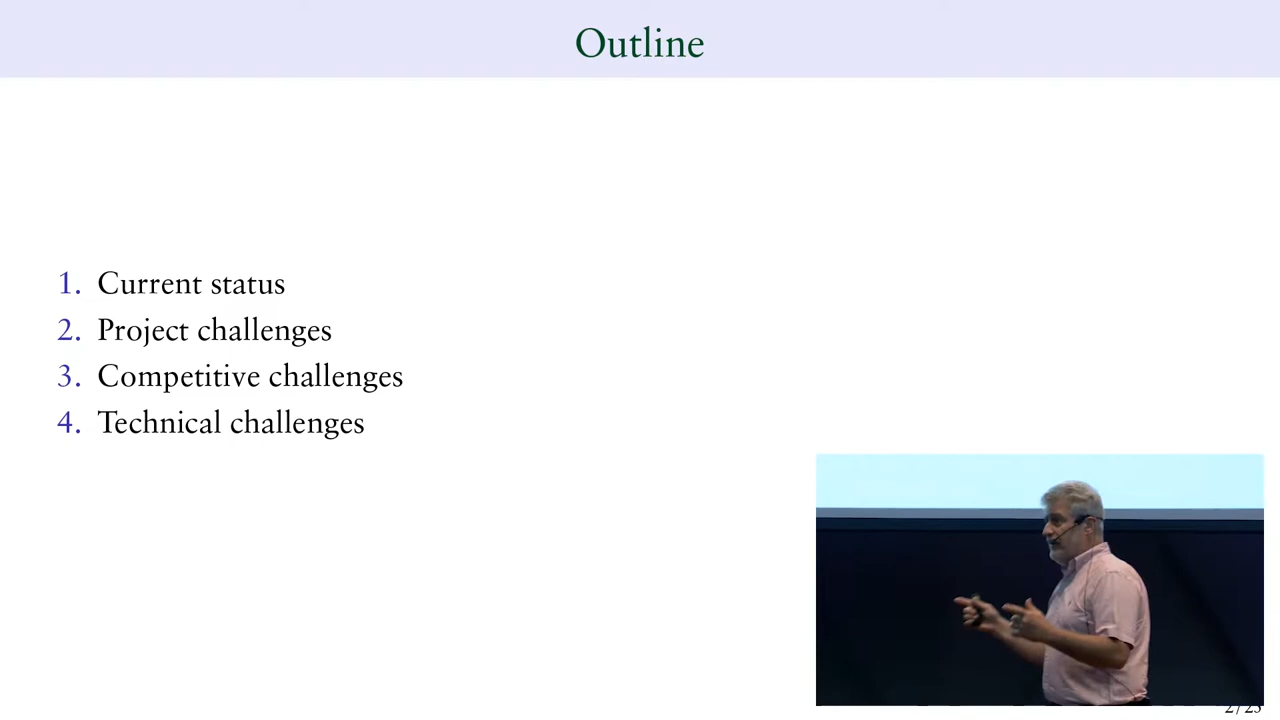 Outline
1. Current status
2. Project challenges
3. Competitive challenges
4. Technical challenges